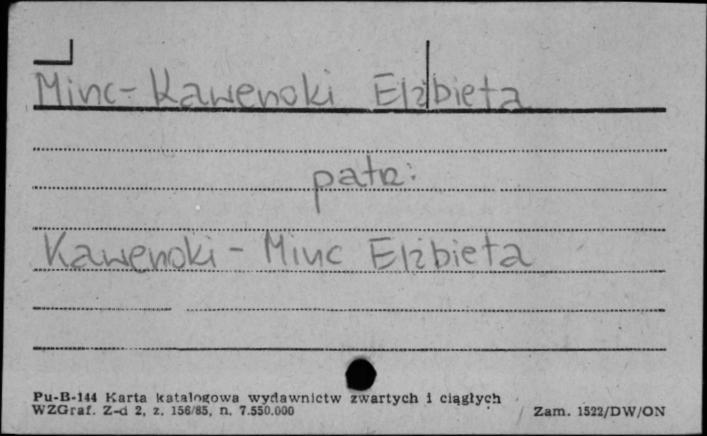 Minc-Kawenoki Elżbieta
patrz:
Kawenoki - Minc Elżbieta
Pu-B-144 Karta katalogowa wydawnictw zwartych i ciągłych
WZGraf. Z-d 2, z. 156/85, n. 7.550.000
Zam. 1522/DW/ON